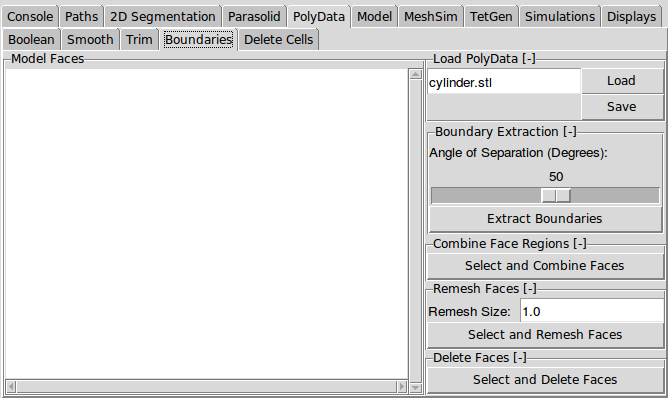 Console Paths 2D Segmentation Parasolid PolyData Model MeshSim TetGen Simulations Displays
Boolean Smooth Trim Boundaries Delete Cells
Model Faces
Load PolyData [-]
cylinder.stl Load
Save
Boundary Extraction [-]
Angle of Separation (Degrees):
50
Extract Boundaries
Combine Face Regions [-]
Select and Combine Faces
Remesh Faces [-]
Remesh Size: 1.0
Select and Remesh Faces
Delete Faces [-]
Select and Delete Faces